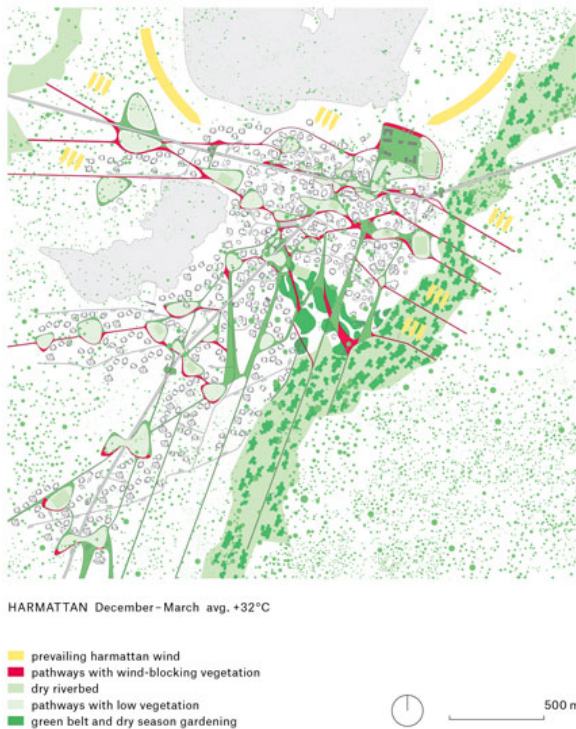 HARMATTAN December – March avg. +32°C
prevailing harmattan wind
pathways with wind-blocking vegetation
dry riverbed
pathways with low vegetation
green belt and dry season gardening
500 m